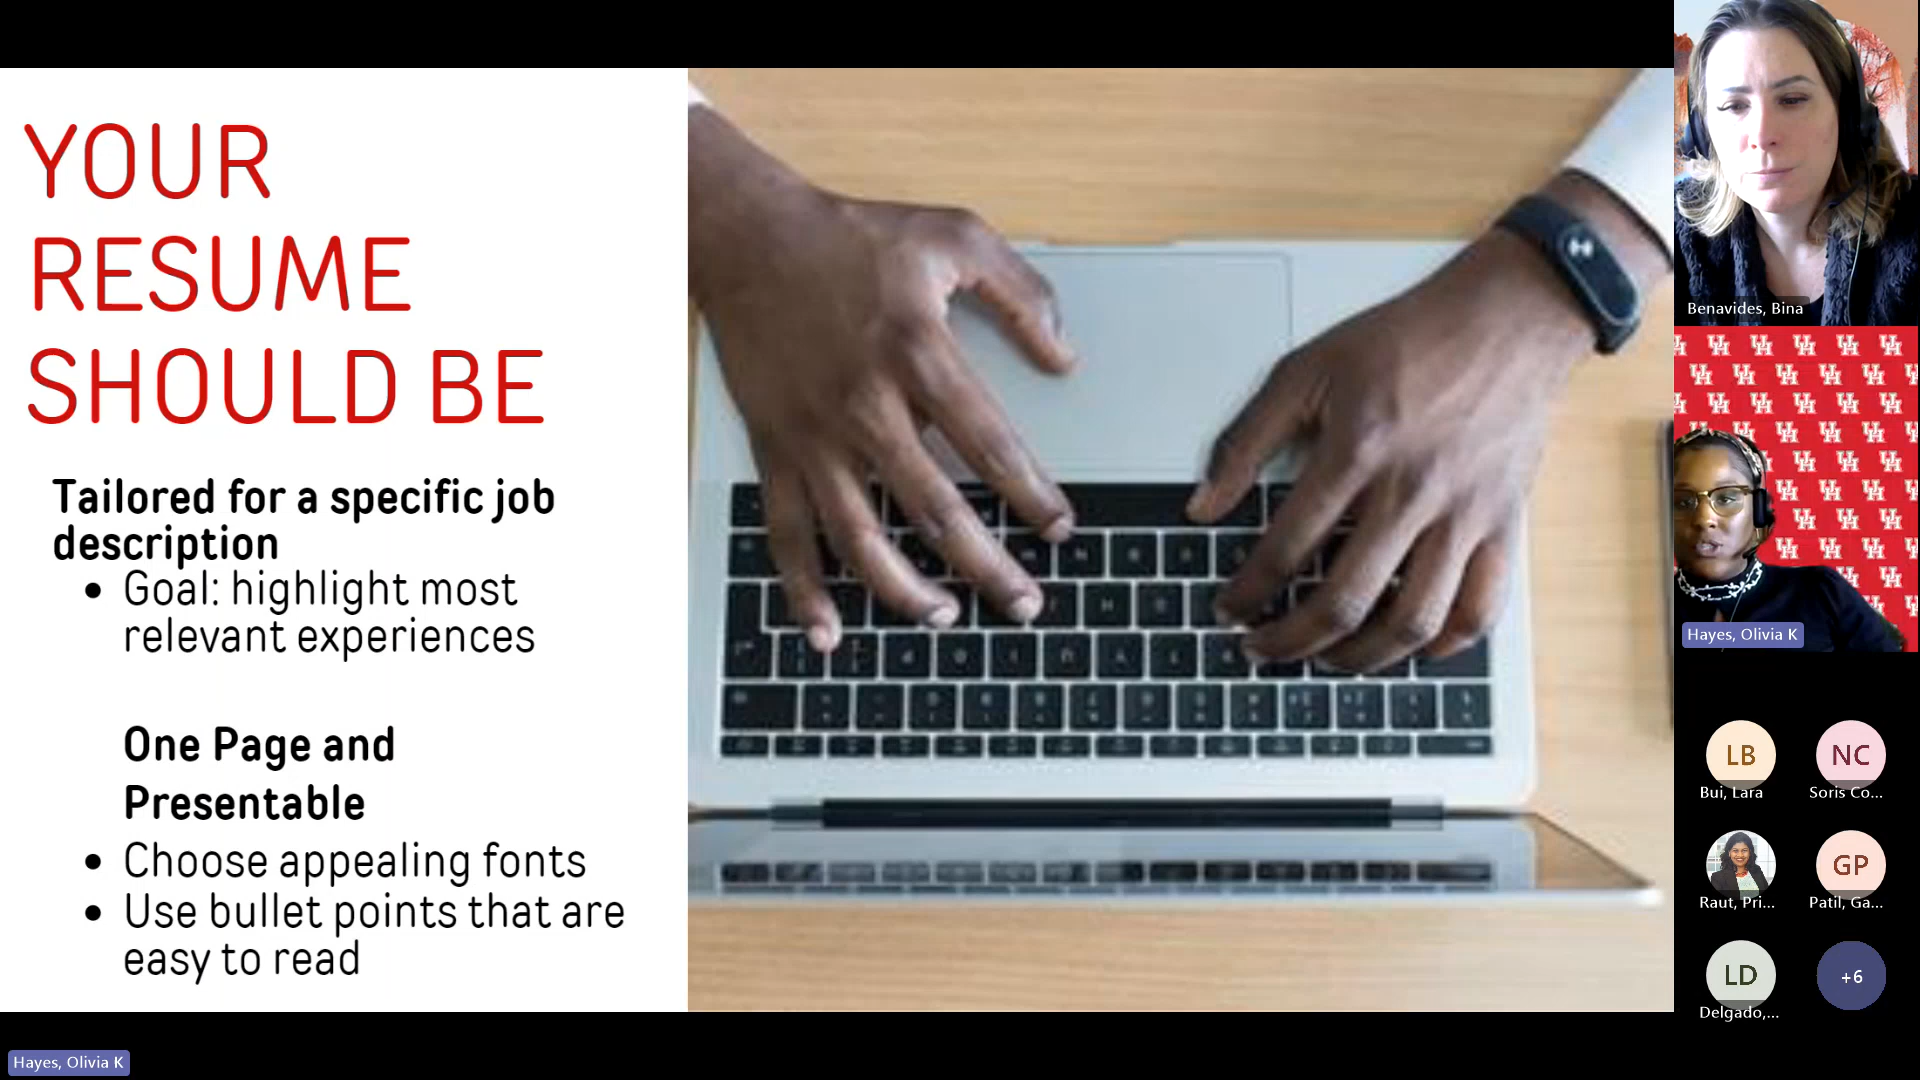 YOUR
RESUME
SHOULD BE
Tailored for a specific job
description
• Goal: highlight most
relevant experiences
One Page and
Presentable
• Choose appealing fonts
• Use bullet points that are
easy to read
Hayes, Olivia K
Benavides, Bina
Hayes, Olivia K
LB
Bui, Lara
NC
Soris Co...
Raut, Pri...
GP
Patil, Ga...
LD
Delgado,...
+6